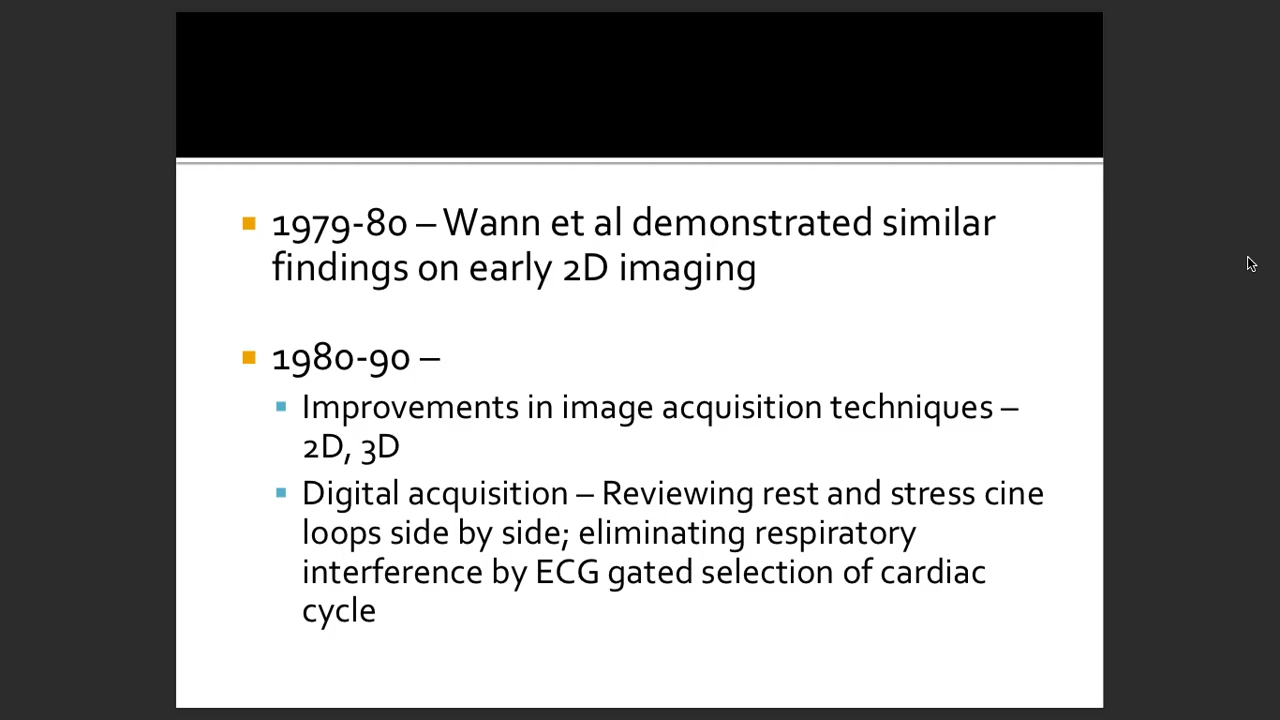 1979-80 – Wann et al demonstrated similar
findings on early 2D imaging
1980-90 –
Improvements in image acquisition techniques –
2D, 3D
Digital acquisition – Reviewing rest and stress cine
loops side by side; eliminating respiratory
interference by ECG gated selection of cardiac
cycle